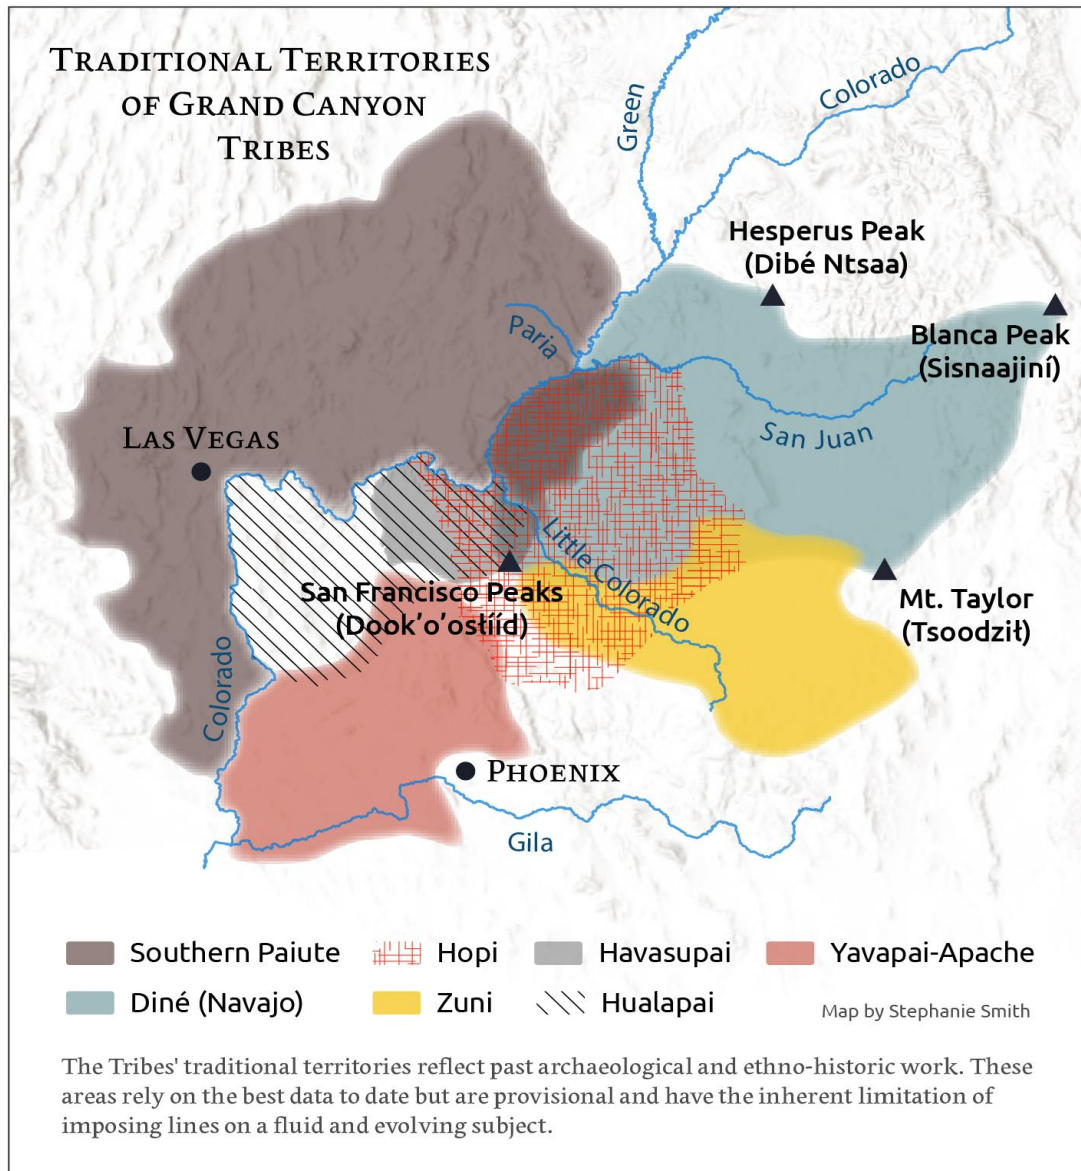 TRADITIONAL TERRITORIES
OF GRAND CANYON
TRIBES
Green
Colorado
Hesperus Peak
(Dibé Ntsaa)
Blanca Peak
(Sisnaajiní)
Paria
LAS VEGAS
San Juan
Little Colorado
San Francisco Peaks
(Dook'o'osłííd)
Mt. Taylor
(Tsoodził)
Colorado
PHOENIX
Gila
Southern Paiute
Hopi
Havasupai
Yavapai-Apache
Diné (Navajo)
Zuni
Hualapai
Map by Stephanie Smith
The Tribes' traditional territories reflect past archaeological and ethno-historic work. These
areas rely on the best data to date but are provisional and have the inherent limitation of
imposing lines on a fluid and evolving subject.